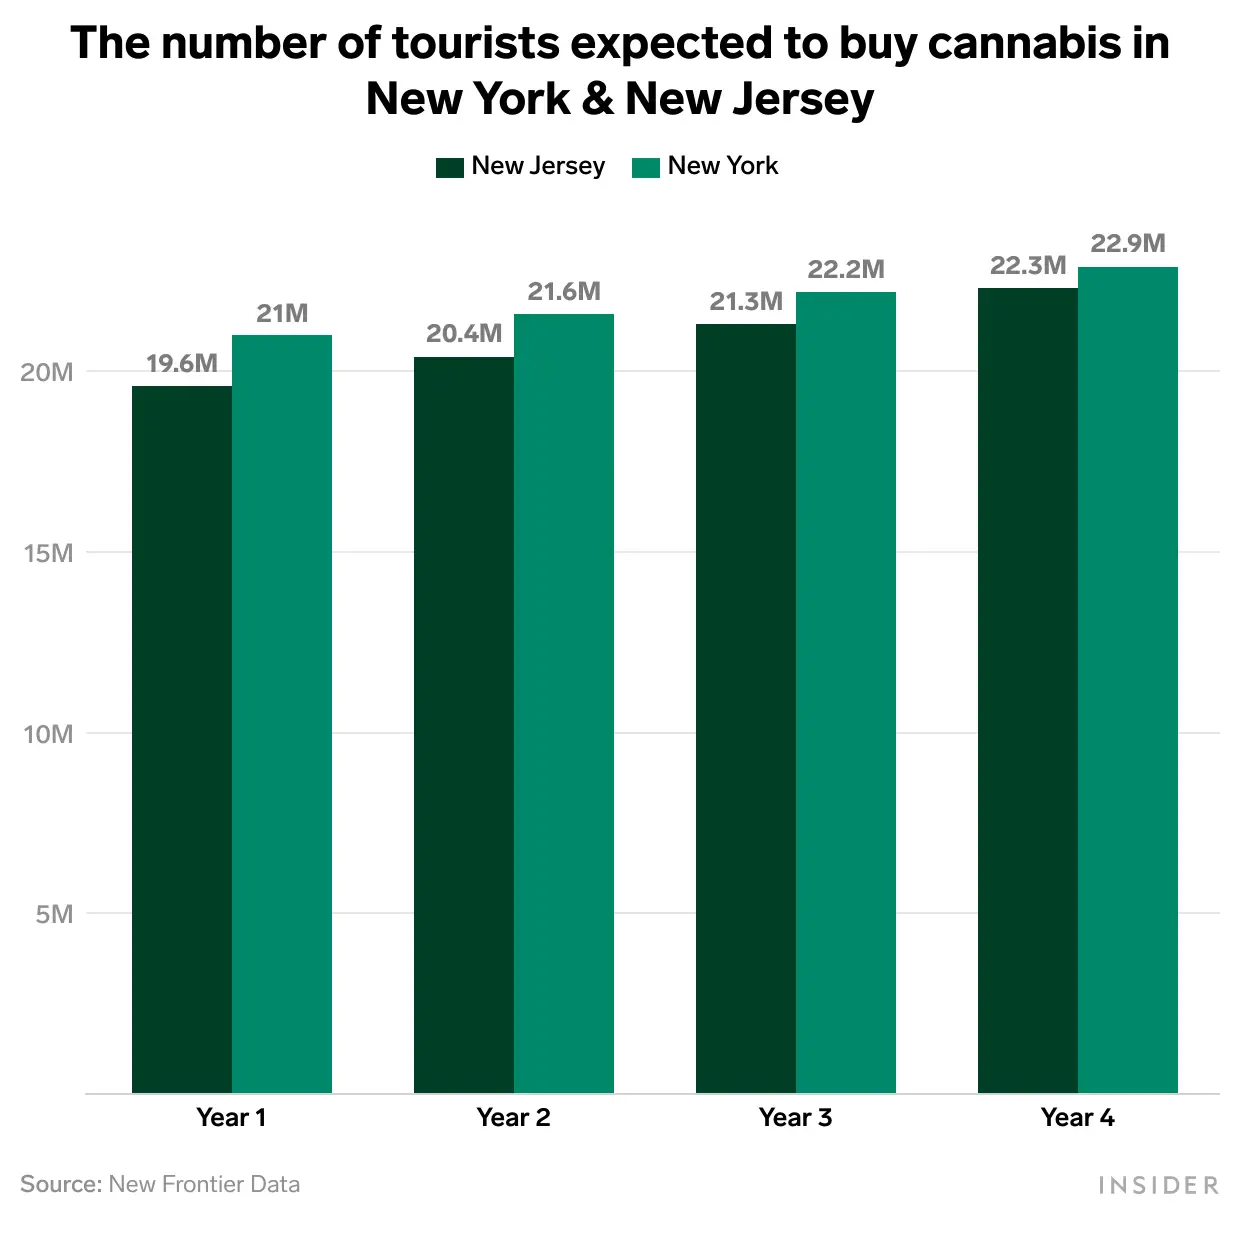 The number of tourists expected to buy cannabis in
New York & New Jersey
New Jersey
New York
19.6M
21M
20.4M
21.6M
21.3M
22.2M
22.3M
22.9M
20M
15M
10M
5M
Year 1
Year 2
Year 3
Year 4
Source: New Frontier Data
INSIDER